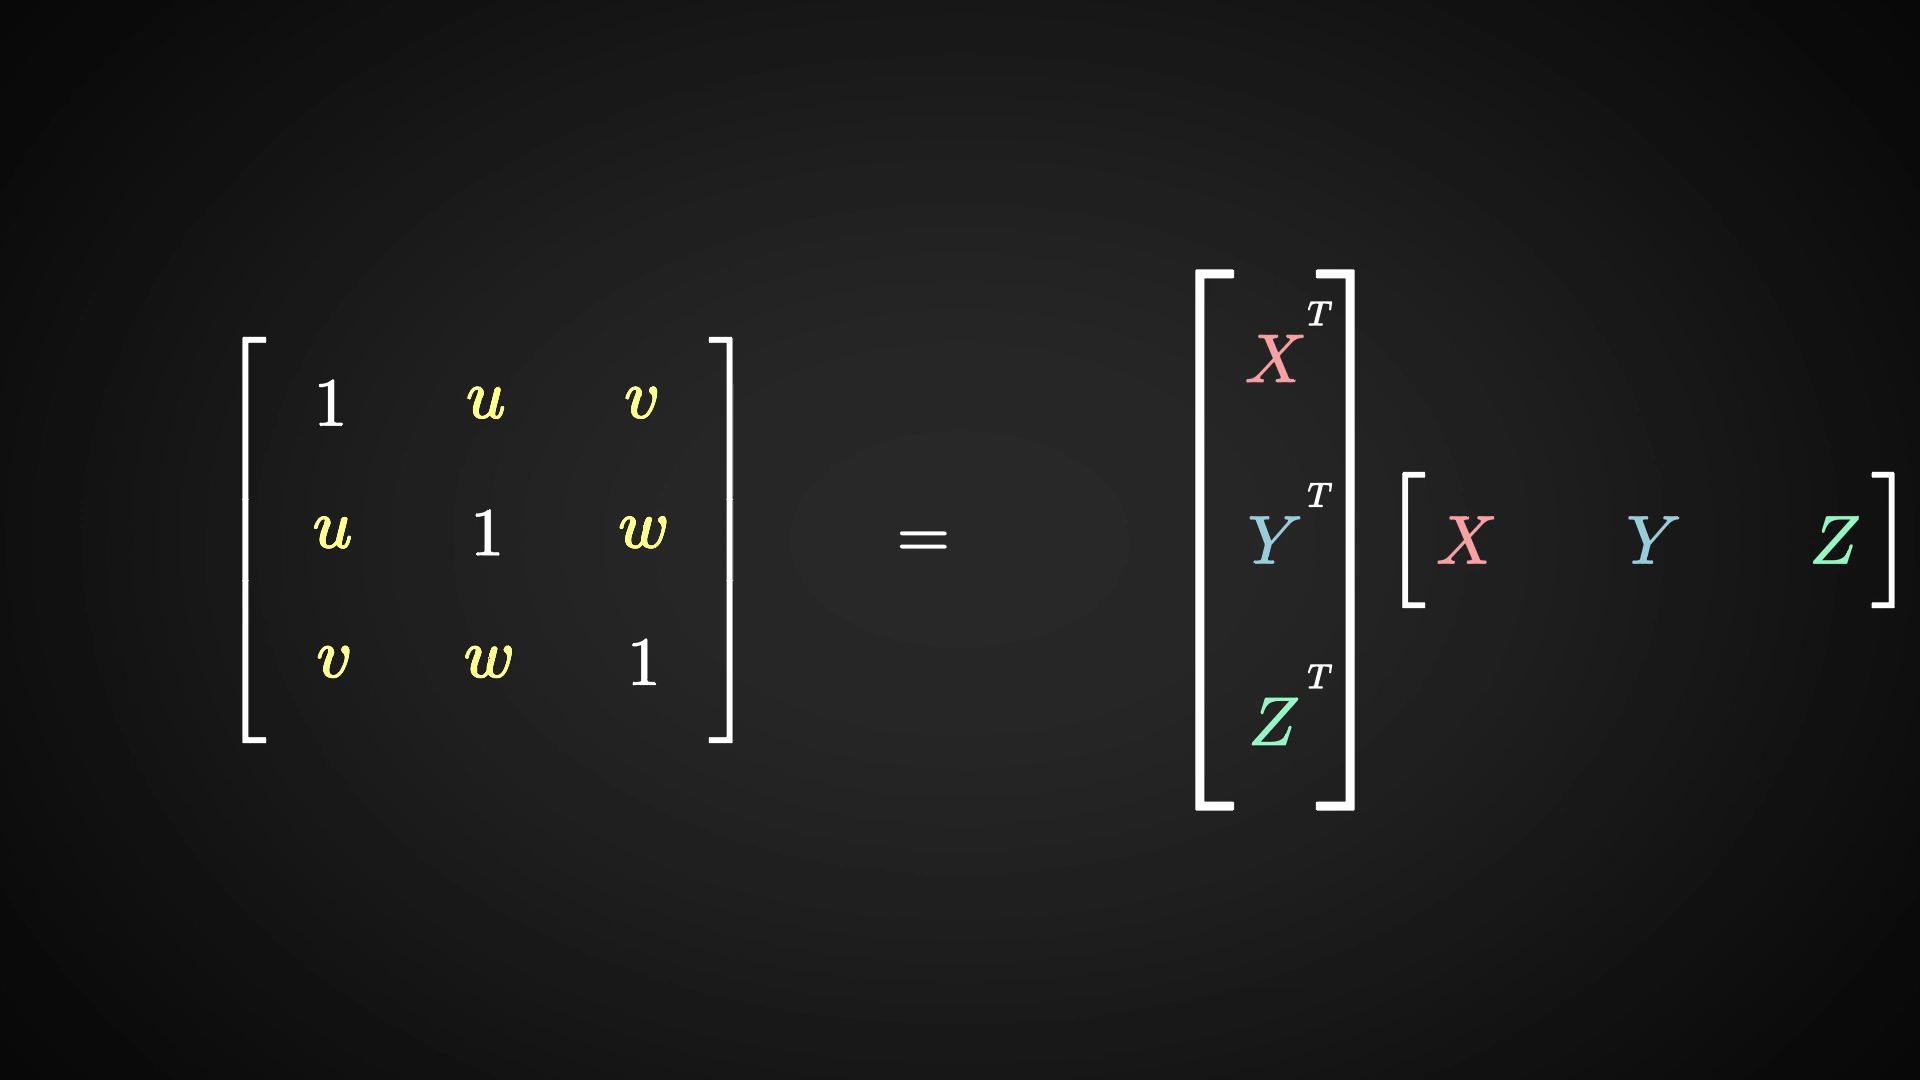 1 u v
u 1 w
v w 1
=
X^T
Y^T
Z^T
X Y Z